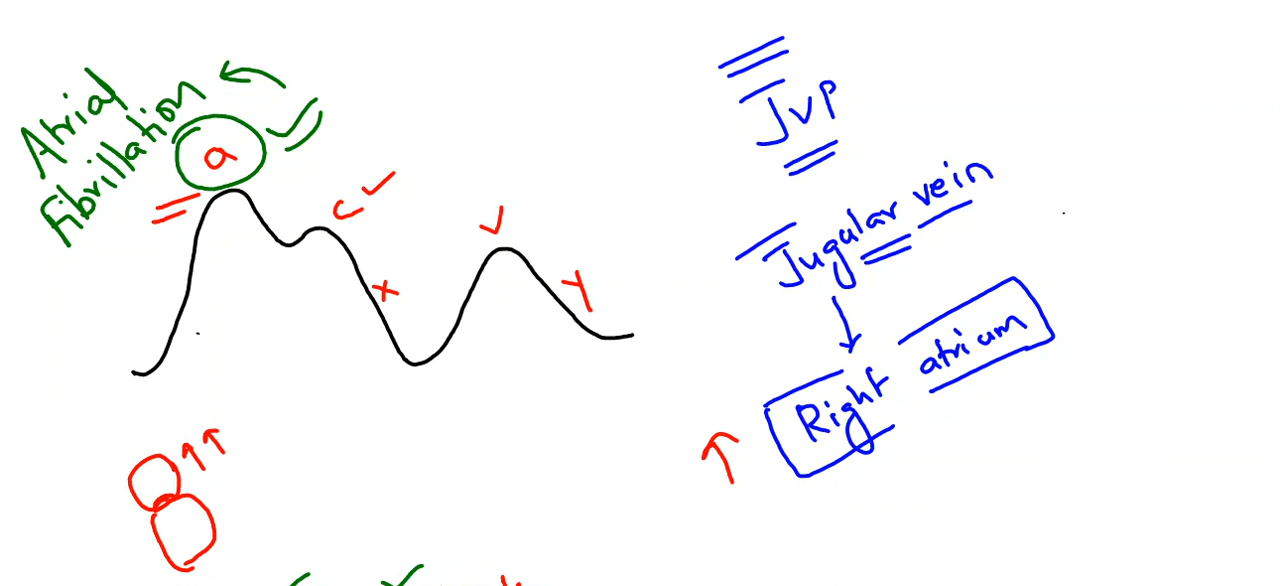 Atrial
fibrillation
a
c
x
v
y
JVP
Jugular vein
Right atrium